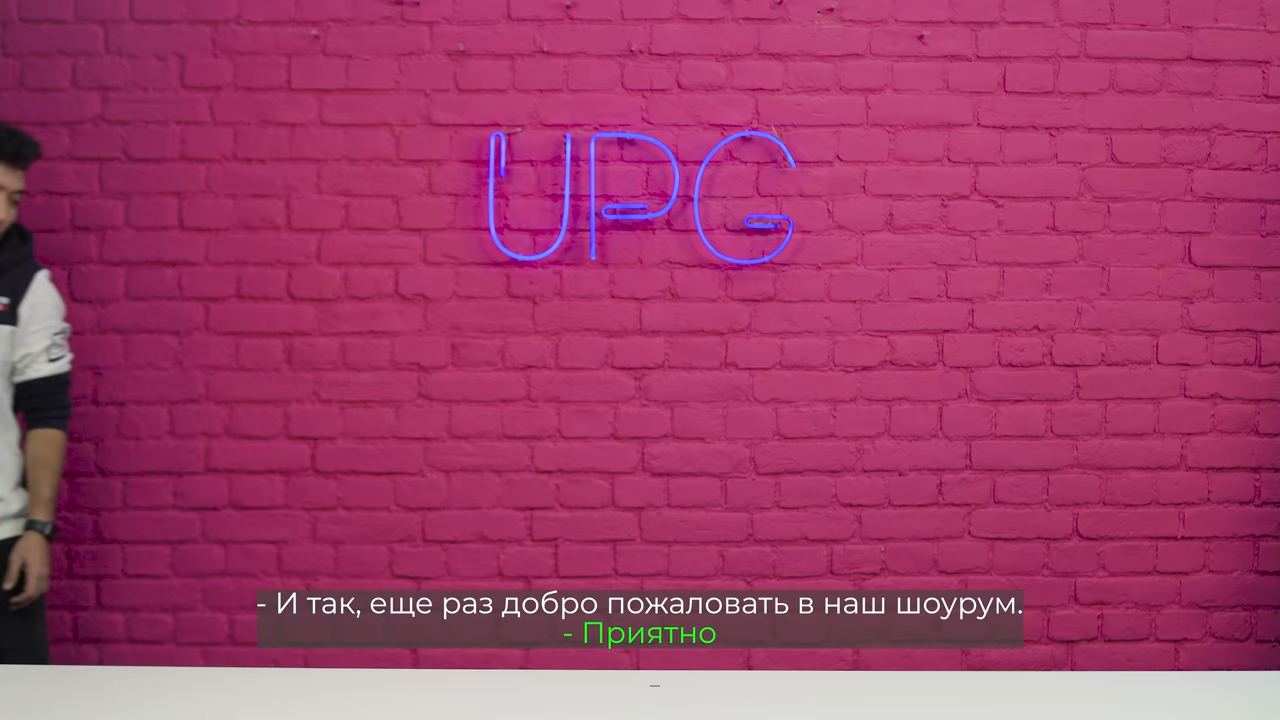 UPG
- И так, еще раз добро пожаловать в наш шоурум.
- Приятно